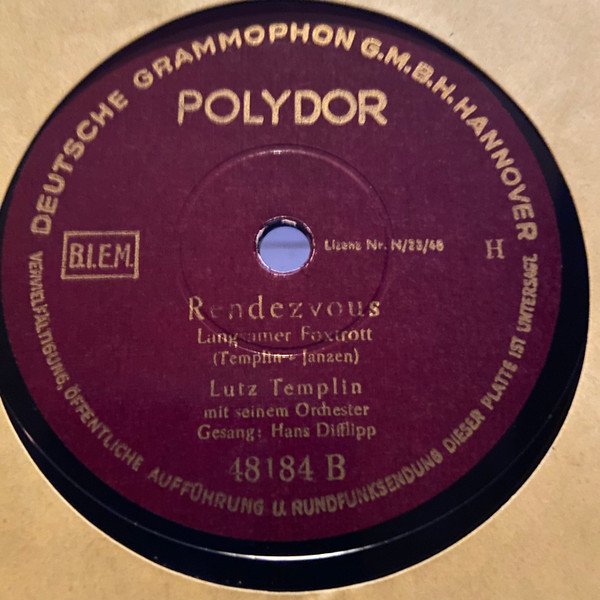 DEUTSCHE GRAMMOPHON G.M.B.H. HANNOVER
POLYDOR
Lizenz Nr. N/23/48
H
B.I.E.M.
Rendezvous
Langsamer Foxtrott
(Templin - Janzen)
Lutz Templin
mit seinem Orchester
Gesang: Hans Difflipp
48184 B
VERVIELFÄLTIGUNG, ÖFFENTLICHE AUFFÜHRUNG U. RUNDFUNKSENDUNG DIESER PLATTE IST UNTERSAGT.